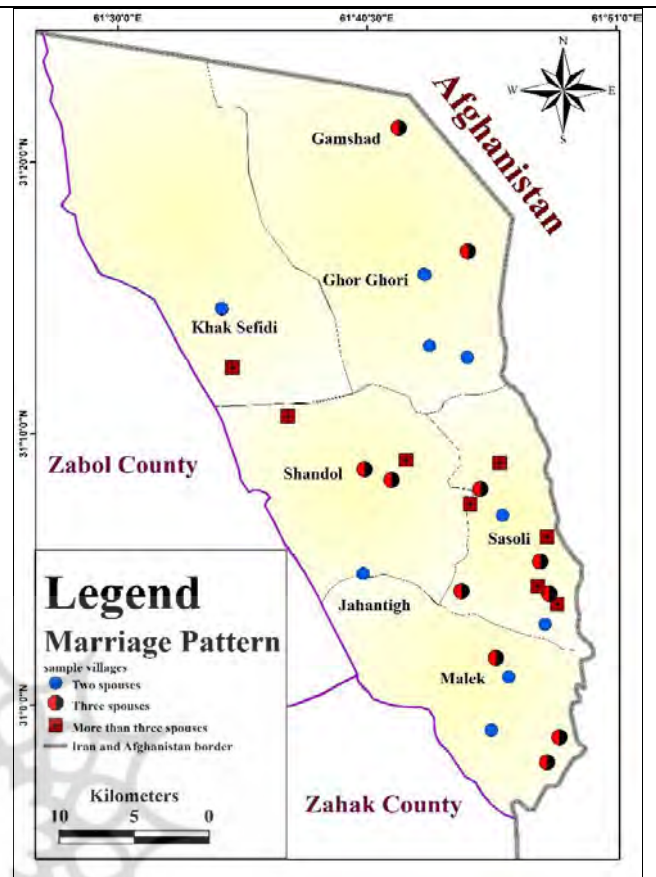 61°30'0"E
61°40'30"E
61°51'0"E
N
W
E
S
Afghanistan
31°20'0"N
Gamshad
Ghor Ghori
Khak Sefidi
31°10'0"N
Zabol County
Shandol
Sasoli
Jahantigh
Malek
31°0'0"N
Zahak County
Legend
Marriage Pattern
sample villages
Two spouses
Three spouses
More than three spouses
Iran and Afghanistan border
Kilometers
10 5 0